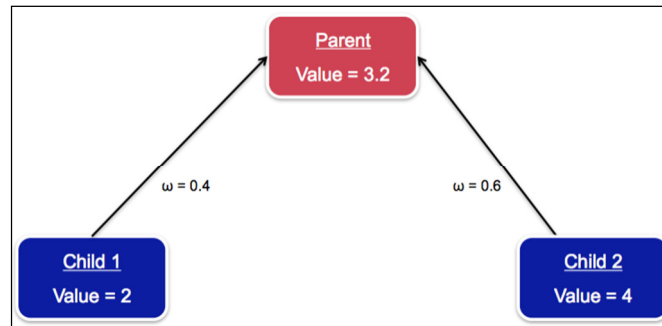 Parent
Value = 3.2
ω = 0.4
ω = 0.6
Child 1
Value = 2
Child 2
Value = 4